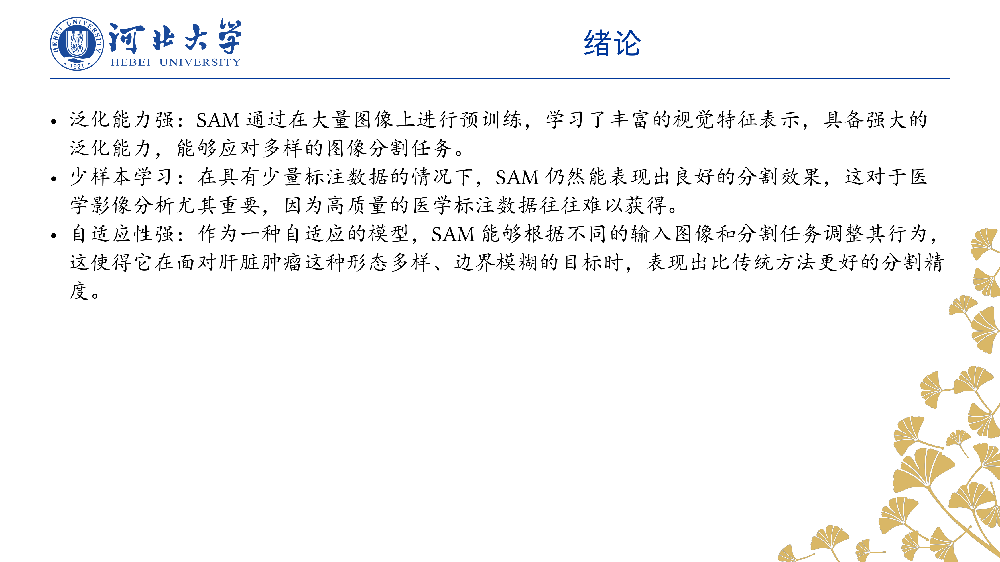 HEBEI UNIVERSITY
1921
河北大学
HEBEI UNIVERSITY
绪论
• 泛化能力强：SAM 通过在大量图像上进行预训练，学习了丰富的视觉特征表示，具备强大的
泛化能力，能够应对多样的图像分割任务。
• 少样本学习：在具有少量标注数据的情况下，SAM 仍然能表现出良好的分割效果，这对于医
学影像分析尤其重要，因为高质量的医学标注数据往往难以获得。
• 自适应性强：作为一种自适应的模型，SAM 能够根据不同的输入图像和分割任务调整其行为，
这使得它在面对肝脏肿瘤这种形态多样、边界模糊的目标时，表现出比传统方法更好的分割精
度。